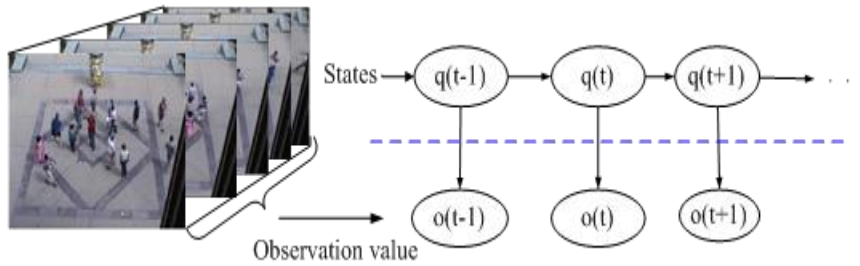 States q(t-1) q(t) q(t+1) . .
o(t-1) o(t) o(t+1)
Observation value